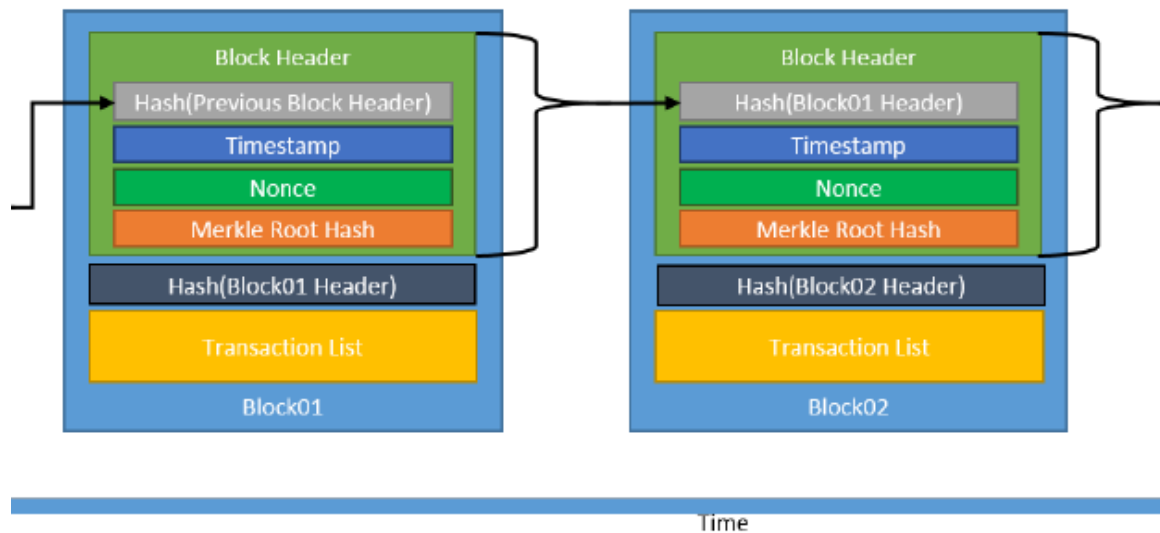 Block Header
Hash(Previous Block Header)
Timestamp
Nonce
Merkle Root Hash
Hash(Block01 Header)
Transaction List
Block01
Block Header
Hash(Block01 Header)
Timestamp
Nonce
Merkle Root Hash
Hash(Block02 Header)
Transaction List
Block02
Time